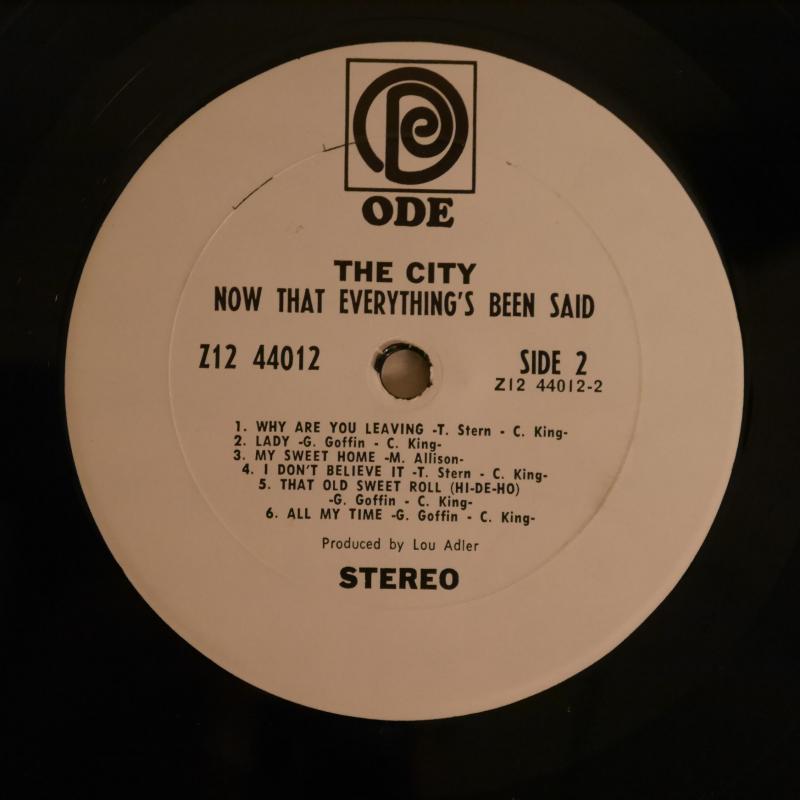 ODE
THE CITY
NOW THAT EVERYTHING'S BEEN SAID
Z12 44012
SIDE 2
Z12 44012-2
1. WHY ARE YOU LEAVING -T. Stern - C. King-
2. LADY -G. Goffin - C. King-
3. MY SWEET HOME -M. Allison-
4. I DON'T BELIEVE IT -T. Stern - C. King-
5. THAT OLD SWEET ROLL (HI-DE-HO)
-G. Goffin - C. King-
6. ALL MY TIME -G. Goffin - C. King-
Produced by Lou Adler
STEREO